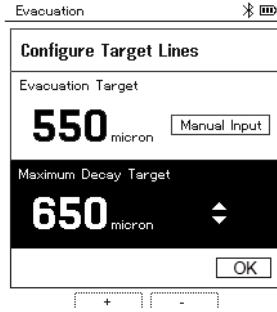 Evacuation
Configure Target Lines
Evacuation Target
550 micron Manual Input
Maximum Decay Target
650 micron
OK
+ -